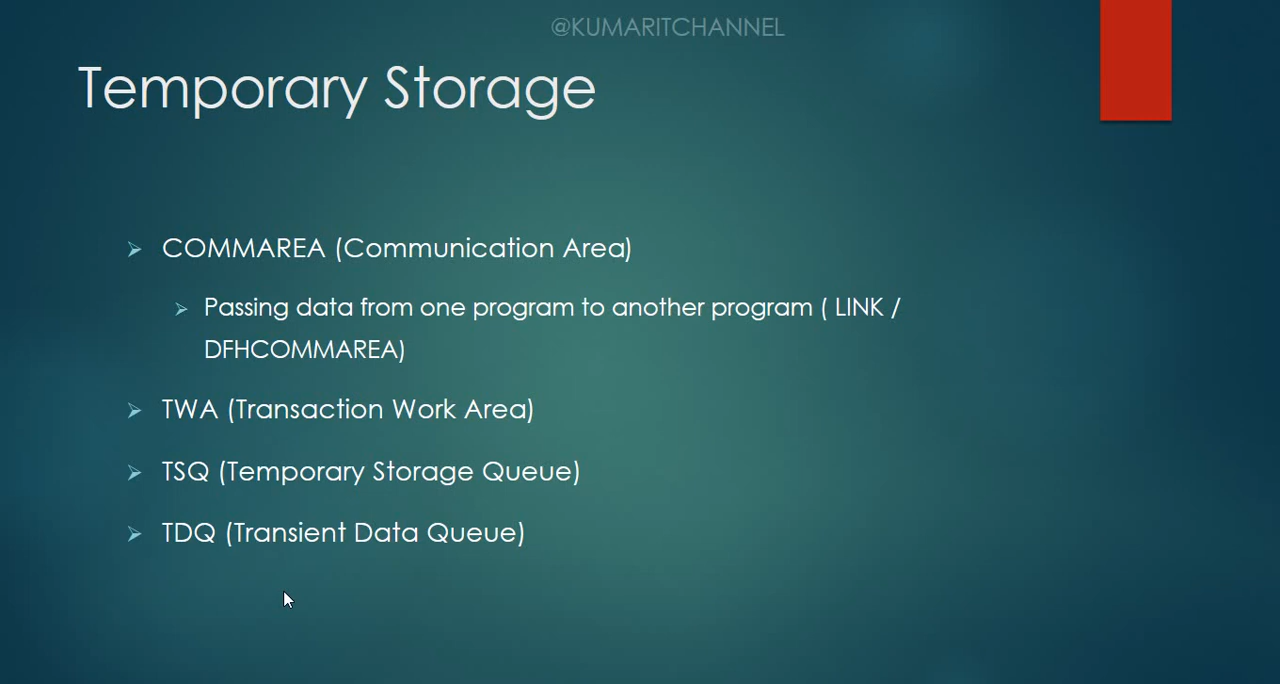 @KUMARITCHANNEL
Temporary Storage
COMMAREA (Communication Area)
Passing data from one program to another program ( LINK /
DFHCOMMAREA)
TWA (Transaction Work Area)
TSQ (Temporary Storage Queue)
TDQ (Transient Data Queue)